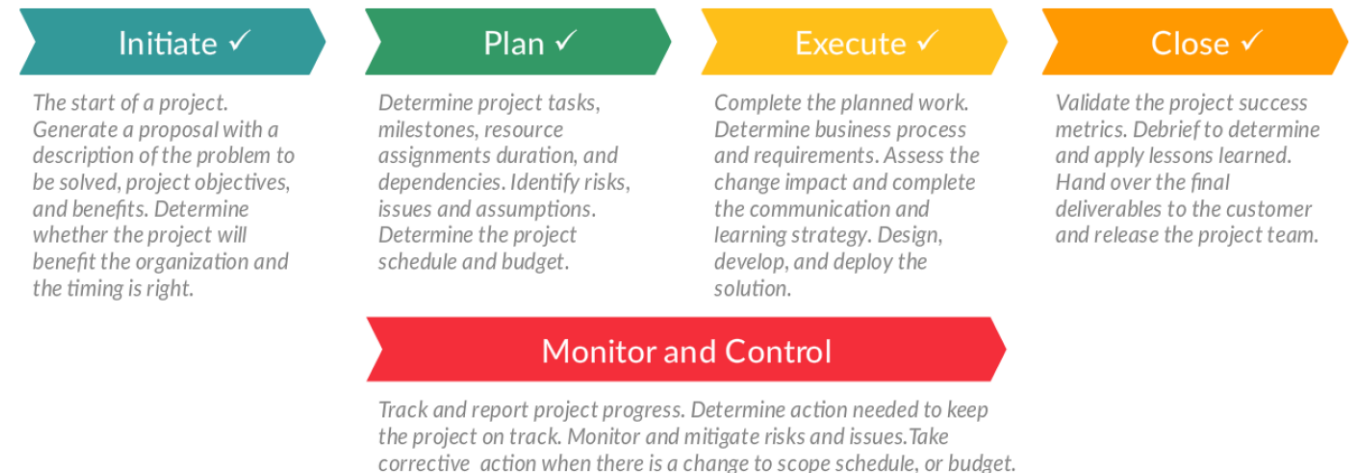 Initiate ✓
The start of a project.
Generate a proposal with a
description of the problem to
be solved, project objectives,
and benefits. Determine
whether the project will
benefit the organization and
the timing is right.
Plan ✓
Determine project tasks,
milestones, resource
assignments duration, and
dependencies. Identify risks,
issues and assumptions.
Determine the project
schedule and budget.
Execute ✓
Complete the planned work.
Determine business process
and requirements. Assess the
change impact and complete
the communication and
learning strategy. Design,
develop, and deploy the
solution.
Close ✓
Validate the project success
metrics. Debrief to determine
and apply lessons learned.
Hand over the final
deliverables to the customer
and release the project team.
Monitor and Control
Track and report project progress. Determine action needed to keep
the project on track. Monitor and mitigate risks and issues.Take
corrective  action when there is a change to scope schedule, or budget.